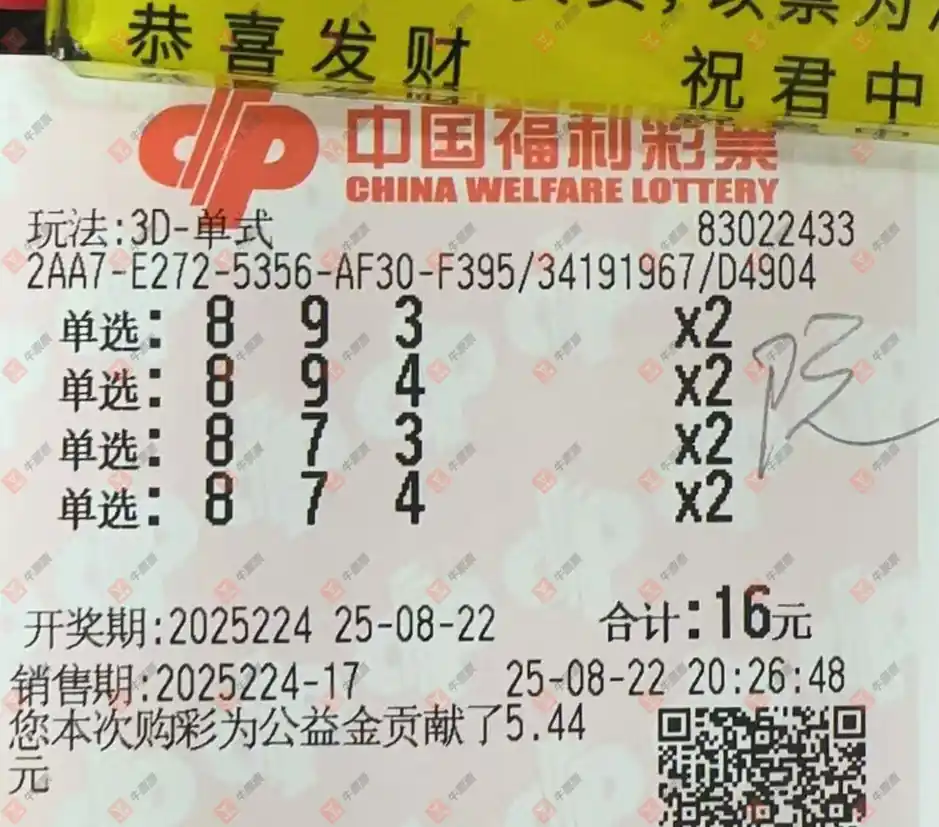 恭喜发财 祝君中
中国福利彩票
CHINA WELFARE LOTTERY
玩法:3D-单式 83022433
2AA7-E272-5356-AF30-F395/34191967/D4904
单选: 8 9 3 x2
单选: 8 9 4 x2
单选: 8 7 3 x2
单选: 8 7 4 x2
开奖期:2025224 25-08-22 合计:16元
销售期:2025224-17 25-08-22 20:26:48
您本次购彩为公益金贡献了5.44
元